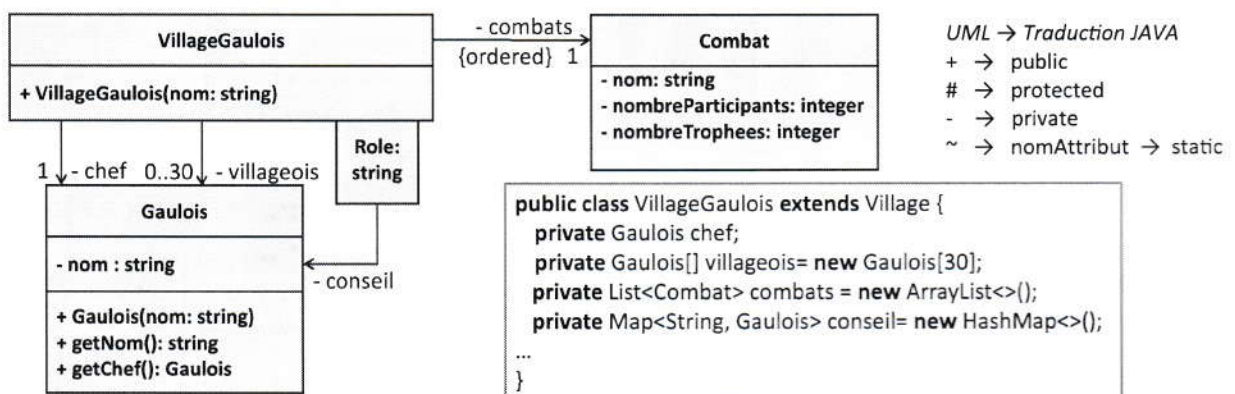 VillageGaulois
+ VillageGaulois(nom: string)
- combats
{ordered} 1
Combat
- nom: string
- nombreParticipants: integer
- nombreTrophees: integer
UML → Traduction JAVA
+ → public
# → protected
- → private
~ → nomAttribut → static
Role:
string
1 - chef 0..30 - villageois
Gaulois
- nom : string
+ Gaulois(nom: string)
+ getNom(): string
+ getChef(): Gaulois
- conseil
public class VillageGaulois extends Village {
private Gaulois chef;
private Gaulois[] villageois= new Gaulois[30];
private List<Combat> combats = new ArrayList<>();
private Map<String, Gaulois> conseil= new HashMap<>();
...
}